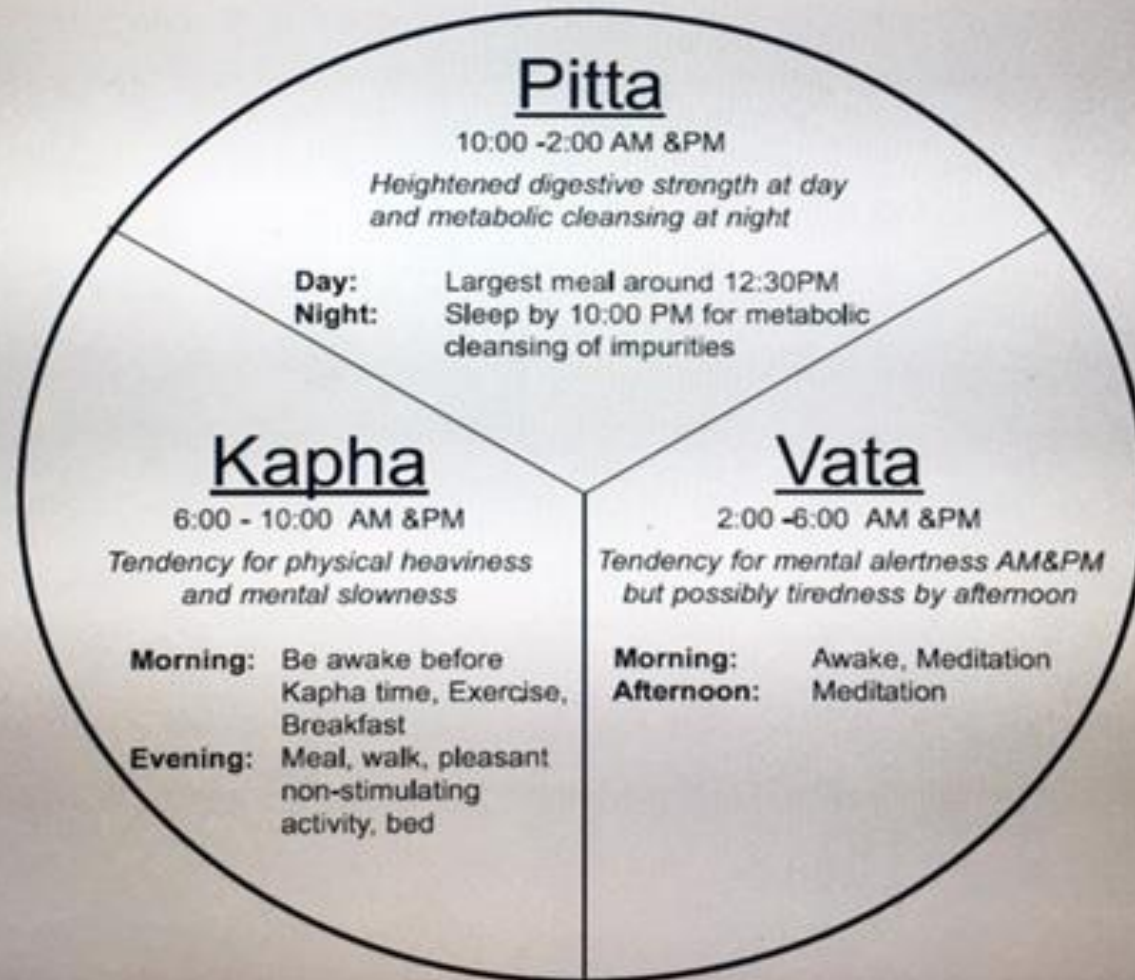 Pitta
10:00 -2:00 AM &PM
Heightened digestive strength at day
and metabolic cleansing at night
Day: Largest meal around 12:30PM
Night: Sleep by 10:00 PM for metabolic
cleansing of impurities
Kapha
6:00 - 10:00 AM &PM
Tendency for physical heaviness
and mental slowness
Morning: Be awake before
Kapha time, Exercise,
Breakfast
Evening: Meal, walk, pleasant
non-stimulating
activity, bed
Vata
2:00 -6:00 AM &PM
Tendency for mental alertness AM&PM
but possibly tiredness by afternoon
Morning: Awake, Meditation
Afternoon: Meditation